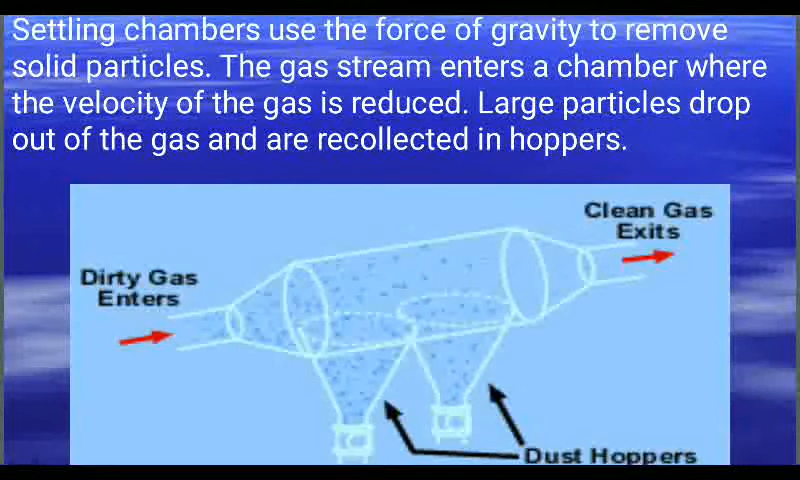 Settling chambers use the force of gravity to remove
solid particles. The gas stream enters a chamber where
the velocity of the gas is reduced. Large particles drop
out of the gas and are recollected in hoppers.
Clean Gas
Exits
Dirty Gas
Enters
Dust Hoppers